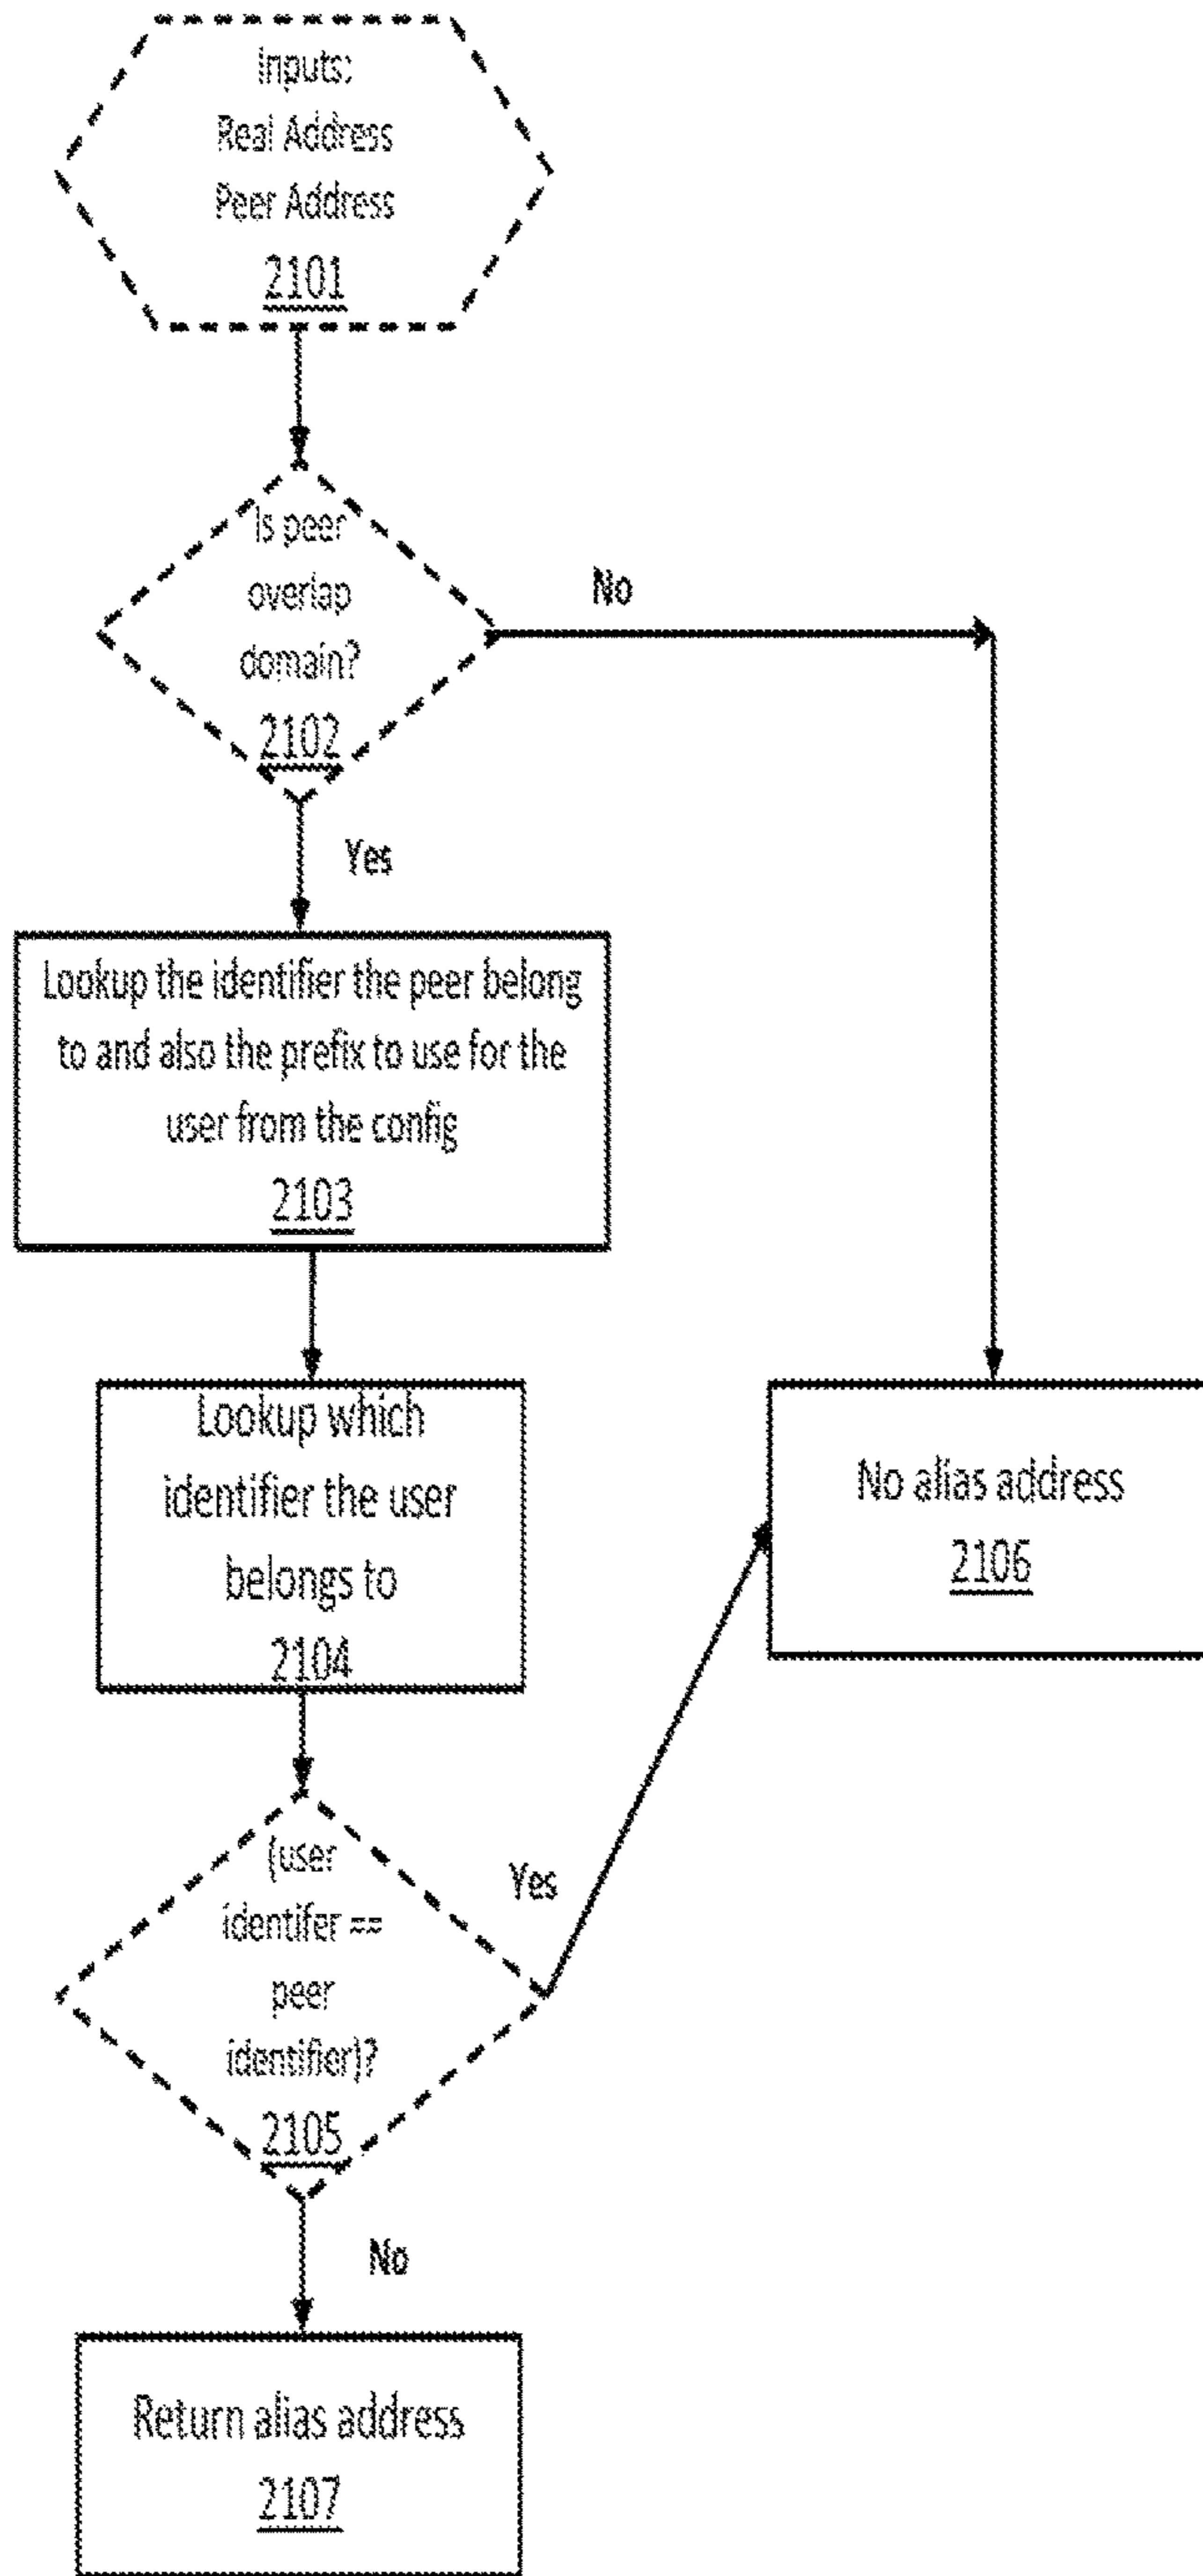 Inputs:
Real Address
Peer Address
2101
Is peer
overlap
domain?
2102
No
Yes
Lookup the identifier the peer belong
to and also the prefix to use for the
user from the config
2103
Lookup which
identifier the user
belongs to
2104
No alias address
2106
(user
identifer ==
peer
identifier)?
2105
Yes
No
Return alias address
2107